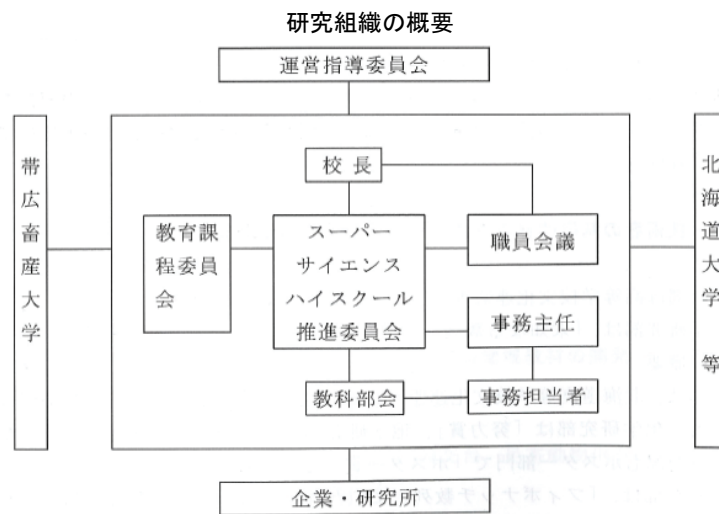 研究組織の概要
運営指導委員会
帯広畜産大学
校長
北海道大学 等
教育課
程委員
会
スーパー
サイエンス
ハイスクール
推進委員会
職員会議
事務主任
教科部会
事務担当者
企業・研究所